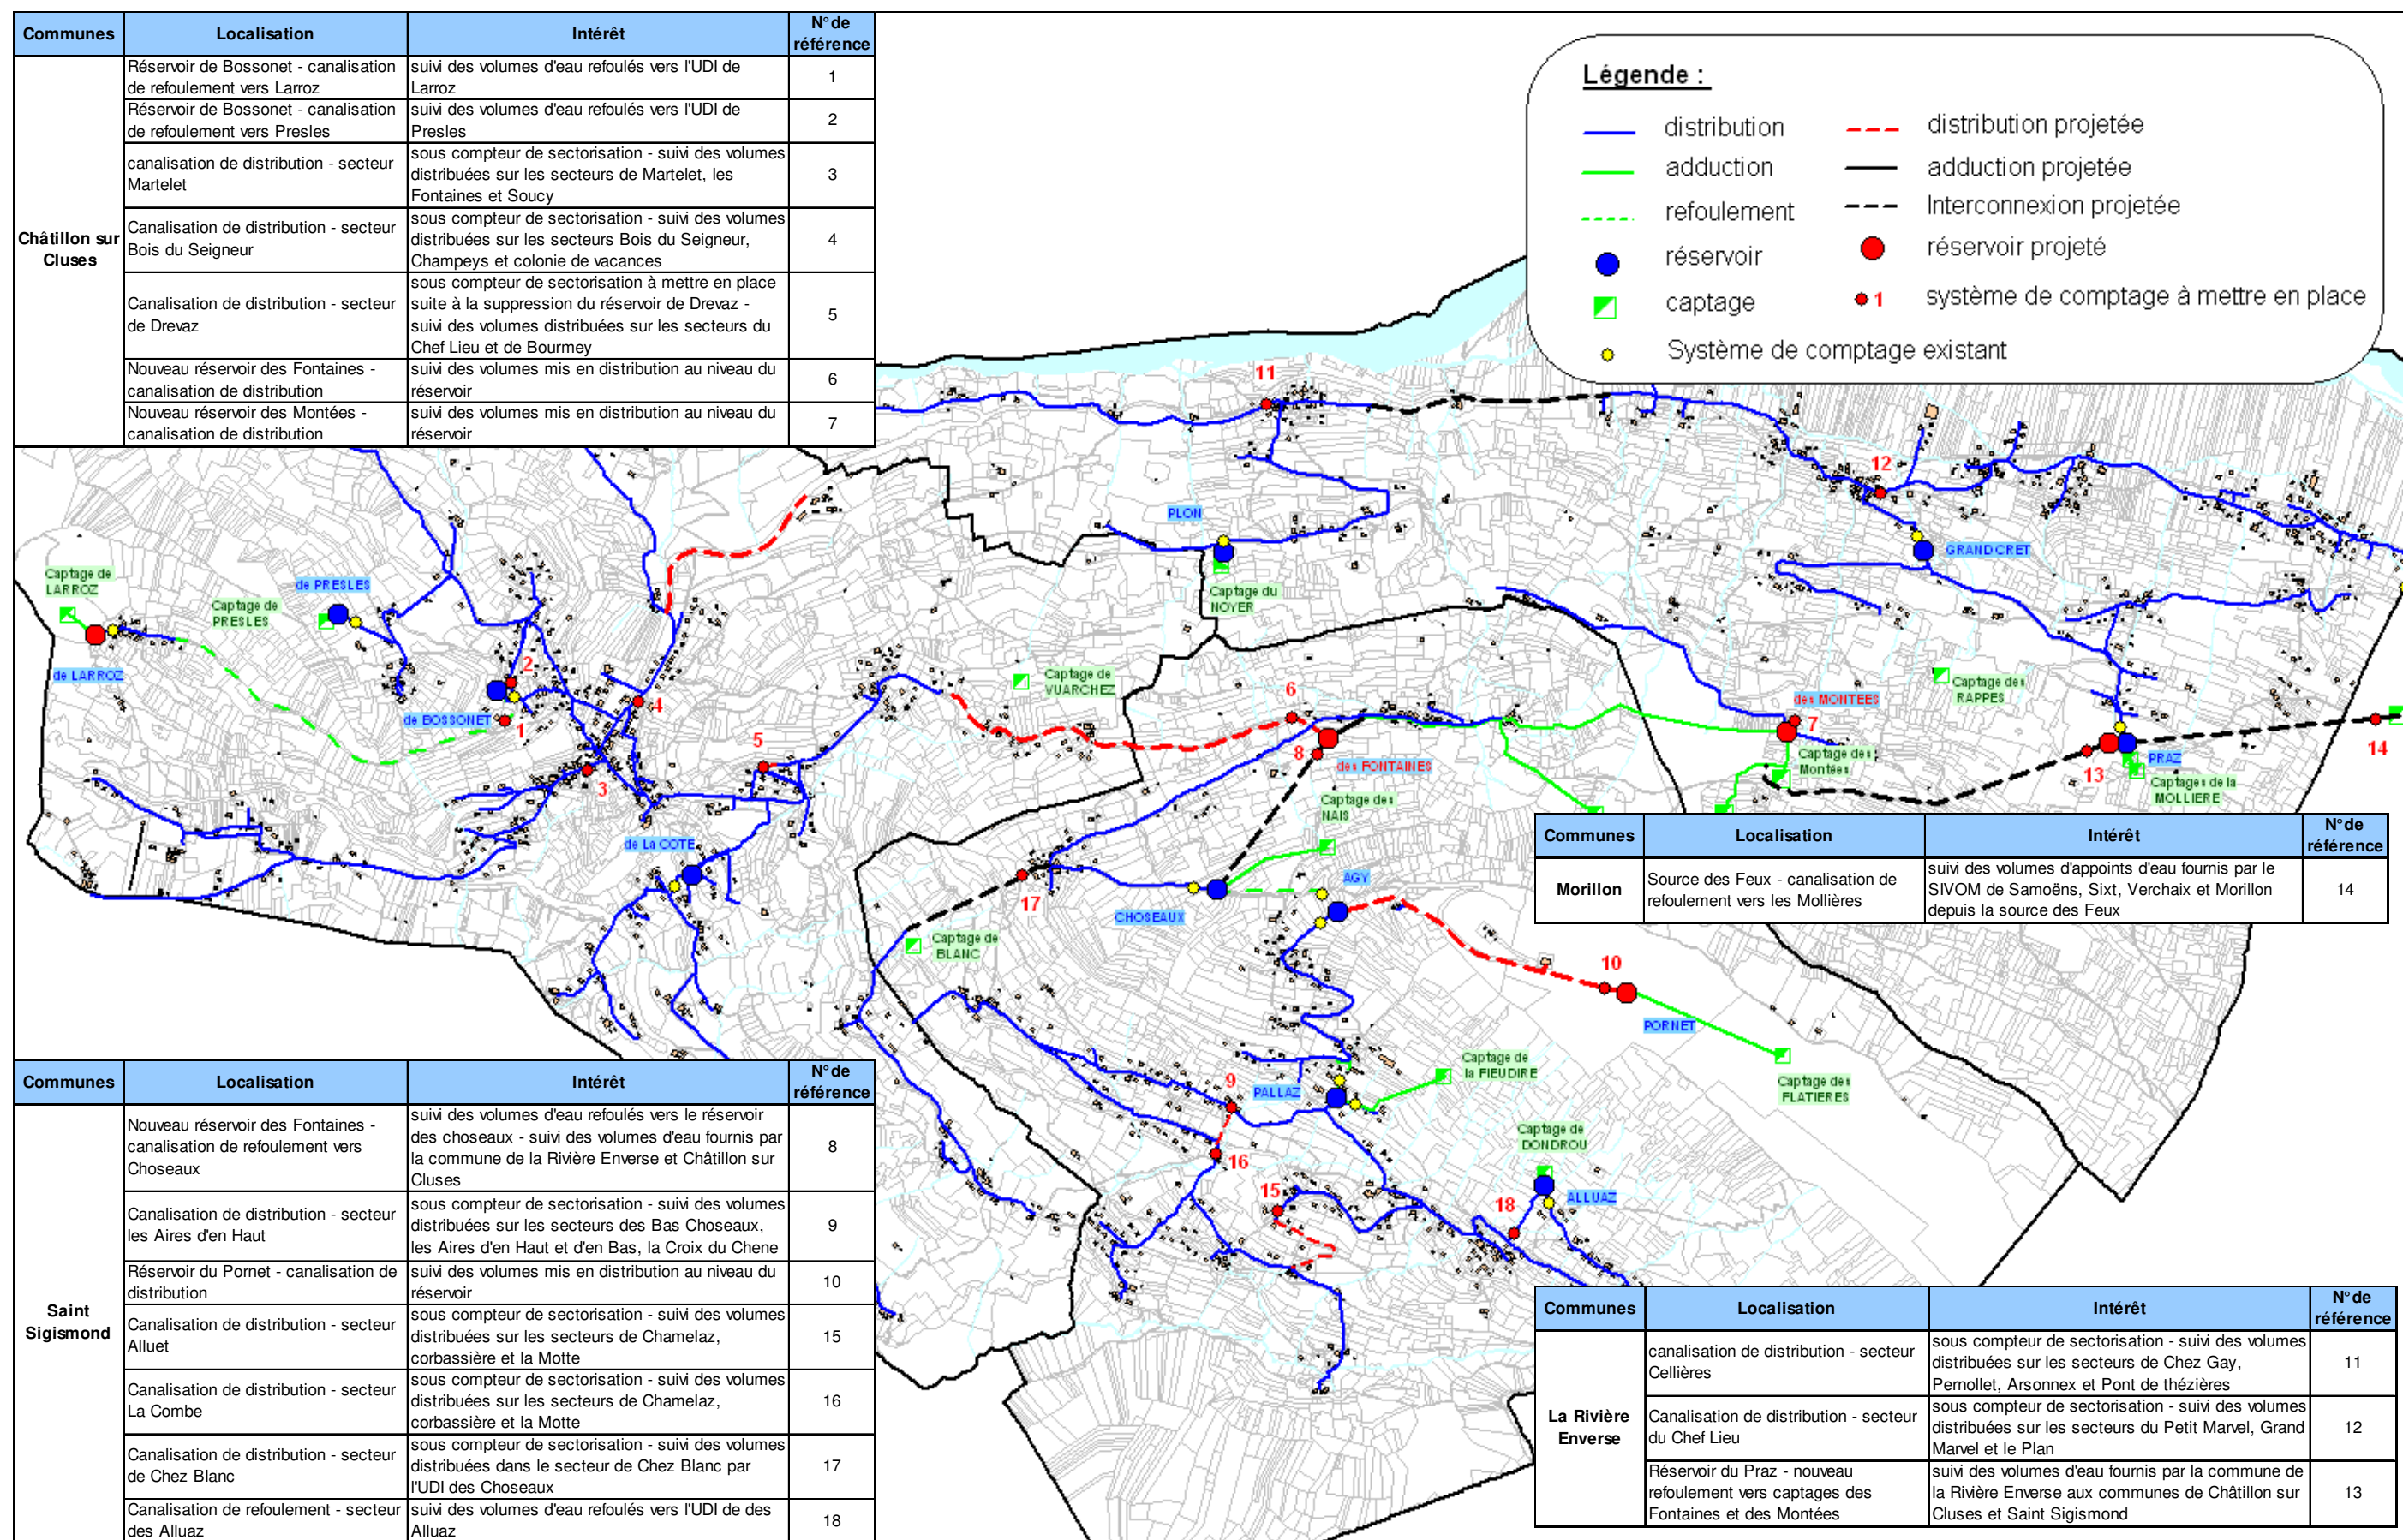 Communes Localisation Intérêt N° de
référence
Châtillon sur
Cluses
Réservoir de Bossonet - canalisation
de refoulement vers Larroz
suivi des volumes d'eau refoulés vers l'UDI de
Larroz
1
Réservoir de Bossonet - canalisation
de refoulement vers Presles
suivi des volumes d'eau refoulés vers l'UDI de
Presles
2
canalisation de distribution - secteur
Martelet
sous compteur de sectorisation - suivi des volumes
distribuées sur les secteurs de Martelet, les
Fontaines et Soucy
3
Canalisation de distribution - secteur
Bois du Seigneur
sous compteur de sectorisation - suivi des volumes
distribuées sur les secteurs Bois du Seigneur,
Champeys et colonie de vacances
4
Canalisation de distribution - secteur
de Drevaz
sous compteur de sectorisation à mettre en place
suite à la suppression du réservoir de Drevaz -
suivi des volumes distribuées sur les secteurs du
Chef Lieu et de Bourmey
5
Nouveau réservoir des Fontaines -
canalisation de distribution
suivi des volumes mis en distribution au niveau du
réservoir
6
Nouveau réservoir des Montées -
canalisation de distribution
suivi des volumes mis en distribution au niveau du
réservoir
7
Légende :
distribution
distribution projetée
adduction
adduction projetée
refoulement
Interconnexion projetée
réservoir
réservoir projeté
captage
1 système de comptage à mettre en place
Système de comptage existant
11
12
PLON
GRAND CRET
Captage du
NOYER
Captage de
LARROZ
de PRESLES
Captage de
PRESLES
de LARROZ
2
de BOSSONET
1
4
3
5
Captage de
VUARCHEZ
6
8
des FONTAINES
des MONTEES
7
Captage des
Montées
Captage des
RAPPES
13
PRAZ
Captages de la
MOLLIERE
14
de La COTE
Captage des
NAIS
AGY
CHOSEAUX
17
Captage de
BLANC
10
PORNET
Captage des
FLATIERES
Captage de
la FIEUDIRE
PALLAZ
9
16
15
Captage de
DONDROU
ALLUAZ
18
Communes Localisation Intérêt N° de
référence
Morillon
Source des Feux - canalisation de
refoulement vers les Mollières
suivi des volumes d'appoints d'eau fournis par le
SIVOM de Samoëns, Sixt, Verchaix et Morillon
depuis la source des Feux
14
Communes Localisation Intérêt N° de
référence
Saint
Sigismond
Nouveau réservoir des Fontaines -
canalisation de refoulement vers
Choseaux
suivi des volumes d'eau refoulés vers le réservoir
des choseaux - suivi des volumes d'eau fournis par
la commune de la Rivière Enverse et Châtillon sur
Cluses
8
Canalisation de distribution - secteur
les Aires d'en Haut
sous compteur de sectorisation - suivi des volumes
distribuées sur les secteurs des Bas Choseaux,
les Aires d'en Haut et d'en Bas, la Croix du Chene
9
Réservoir du Pornet - canalisation de
distribution
suivi des volumes mis en distribution au niveau du
réservoir
10
Canalisation de distribution - secteur
Alluet
sous compteur de sectorisation - suivi des volumes
distribuées sur les secteurs de Chamelaz,
corbassière et la Motte
15
Canalisation de distribution - secteur
La Combe
sous compteur de sectorisation - suivi des volumes
distribuées sur les secteurs de Chamelaz,
corbassière et la Motte
16
Canalisation de distribution - secteur
de Chez Blanc
sous compteur de sectorisation - suivi des volumes
distribuées dans le secteur de Chez Blanc par
l'UDI des Choseaux
17
Canalisation de refoulement - secteur
des Alluaz
suivi des volumes d'eau refoulés vers l'UDI de des
Alluaz
18
Communes Localisation Intérêt N° de
référence
La Rivière
Enverse
canalisation de distribution - secteur
Cellières
sous compteur de sectorisation - suivi des volumes
distribuées sur les secteurs de Chez Gay,
Pernollet, Arsonnex et Pont de thézières
11
Canalisation de distribution - secteur
du Chef Lieu
sous compteur de sectorisation - suivi des volumes
distribuées sur les secteurs du Petit Marvel, Grand
Marvel et le Plan
12
Réservoir du Praz - nouveau
refoulement vers captages des
Fontaines et des Montées
suivi des volumes d'eau fournis par la commune de
la Rivière Enverse aux communes de Châtillon sur
Cluses et Saint Sigismond
13